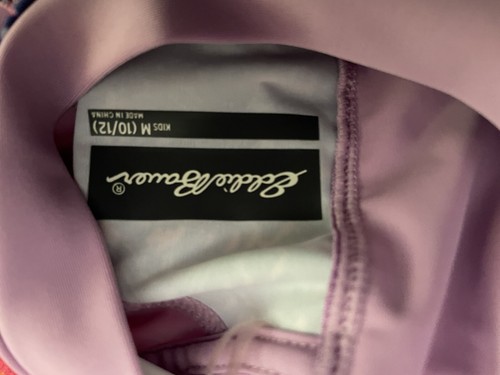 Eddie Bauer®
KIDS M (10/12)
MADE IN CHINA